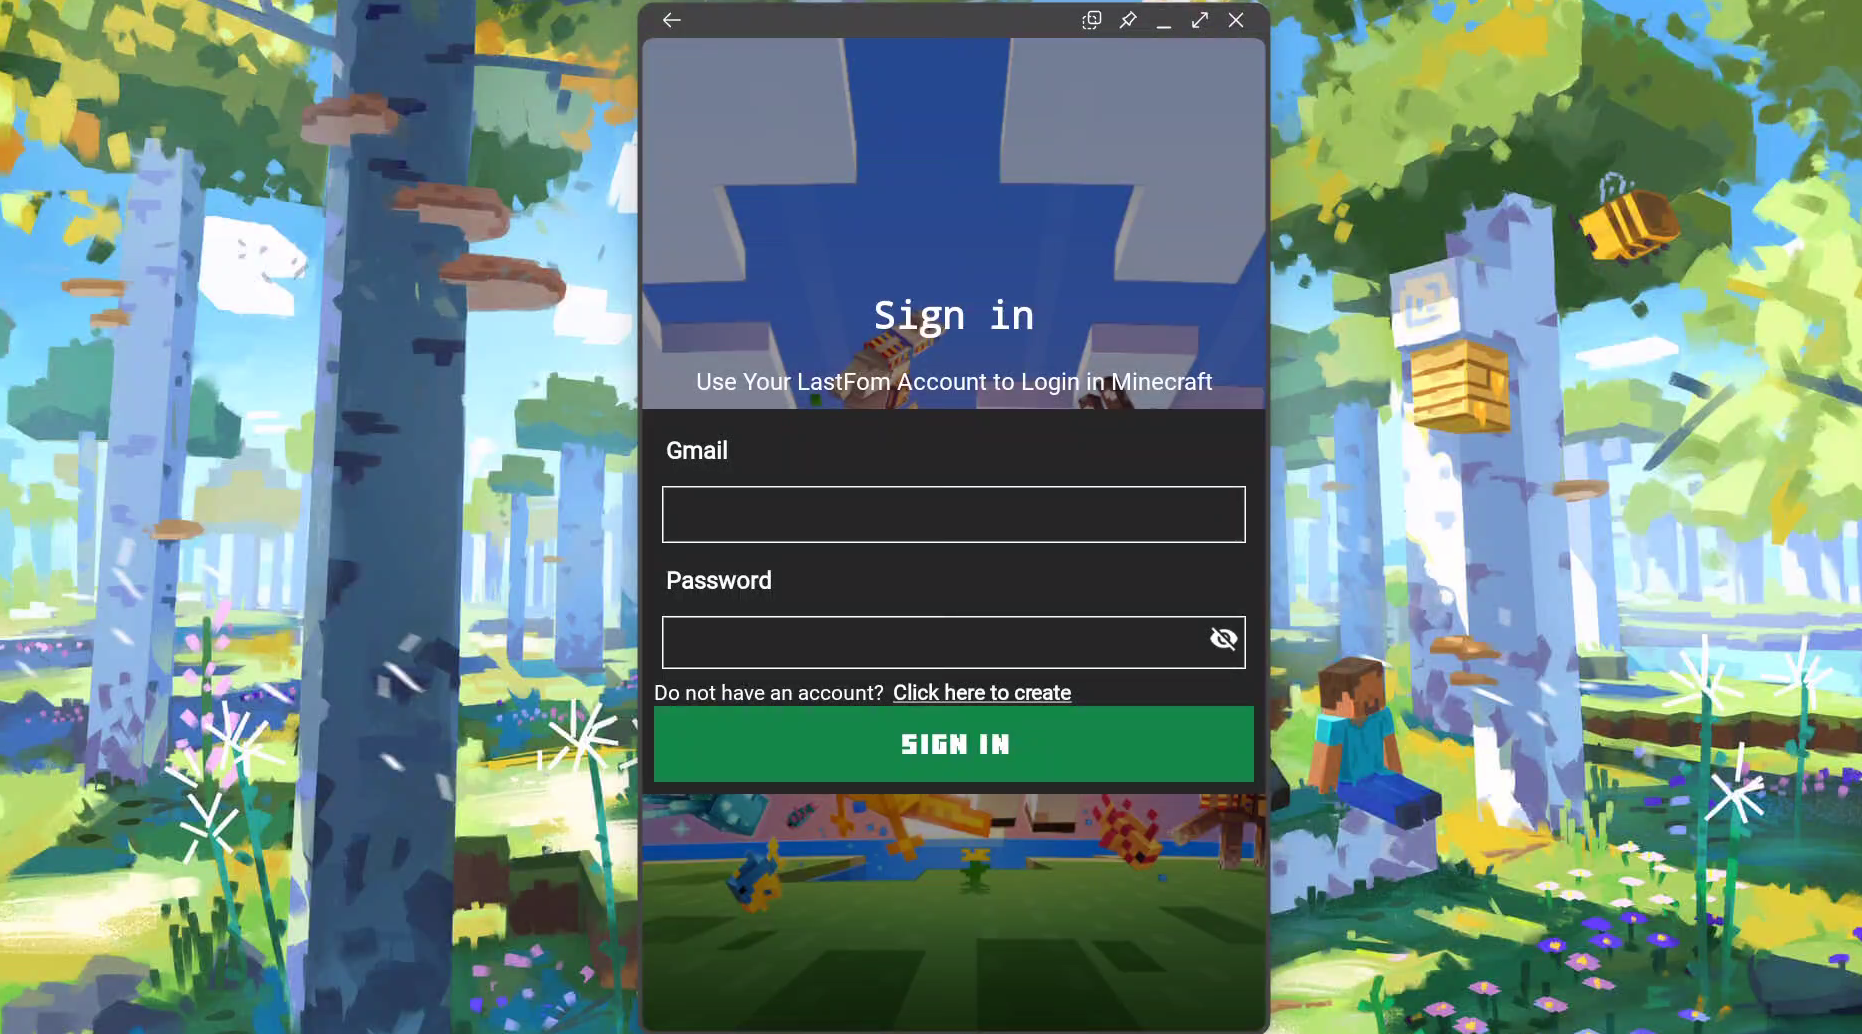 Sign in
Use Your LastFom Account to Login in Minecraft
Gmail
Password
Do not have an account? Click here to create
SIGN IN